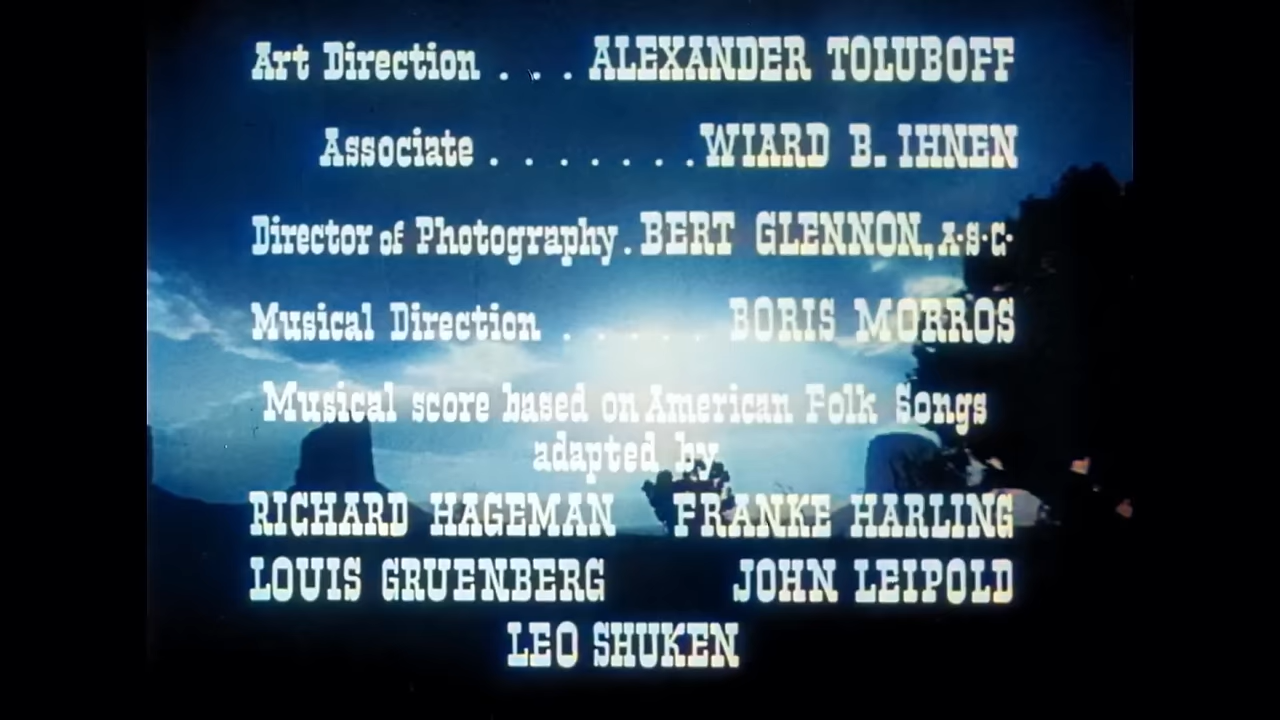 Art Direction . . . ALEXANDER TOLUBOFF
Associate . . . . . . . WIARD B. IHNEN
Director of Photography . BERT GLENNON, A·S·C·
Musical Direction . . . . . BORIS MORROS
Musical score based on American Folk Songs
adapted by
RICHARD HAGEMAN FRANKE HARLING
LOUIS GRUENBERG JOHN LEIPOLD
LEO SHUKEN